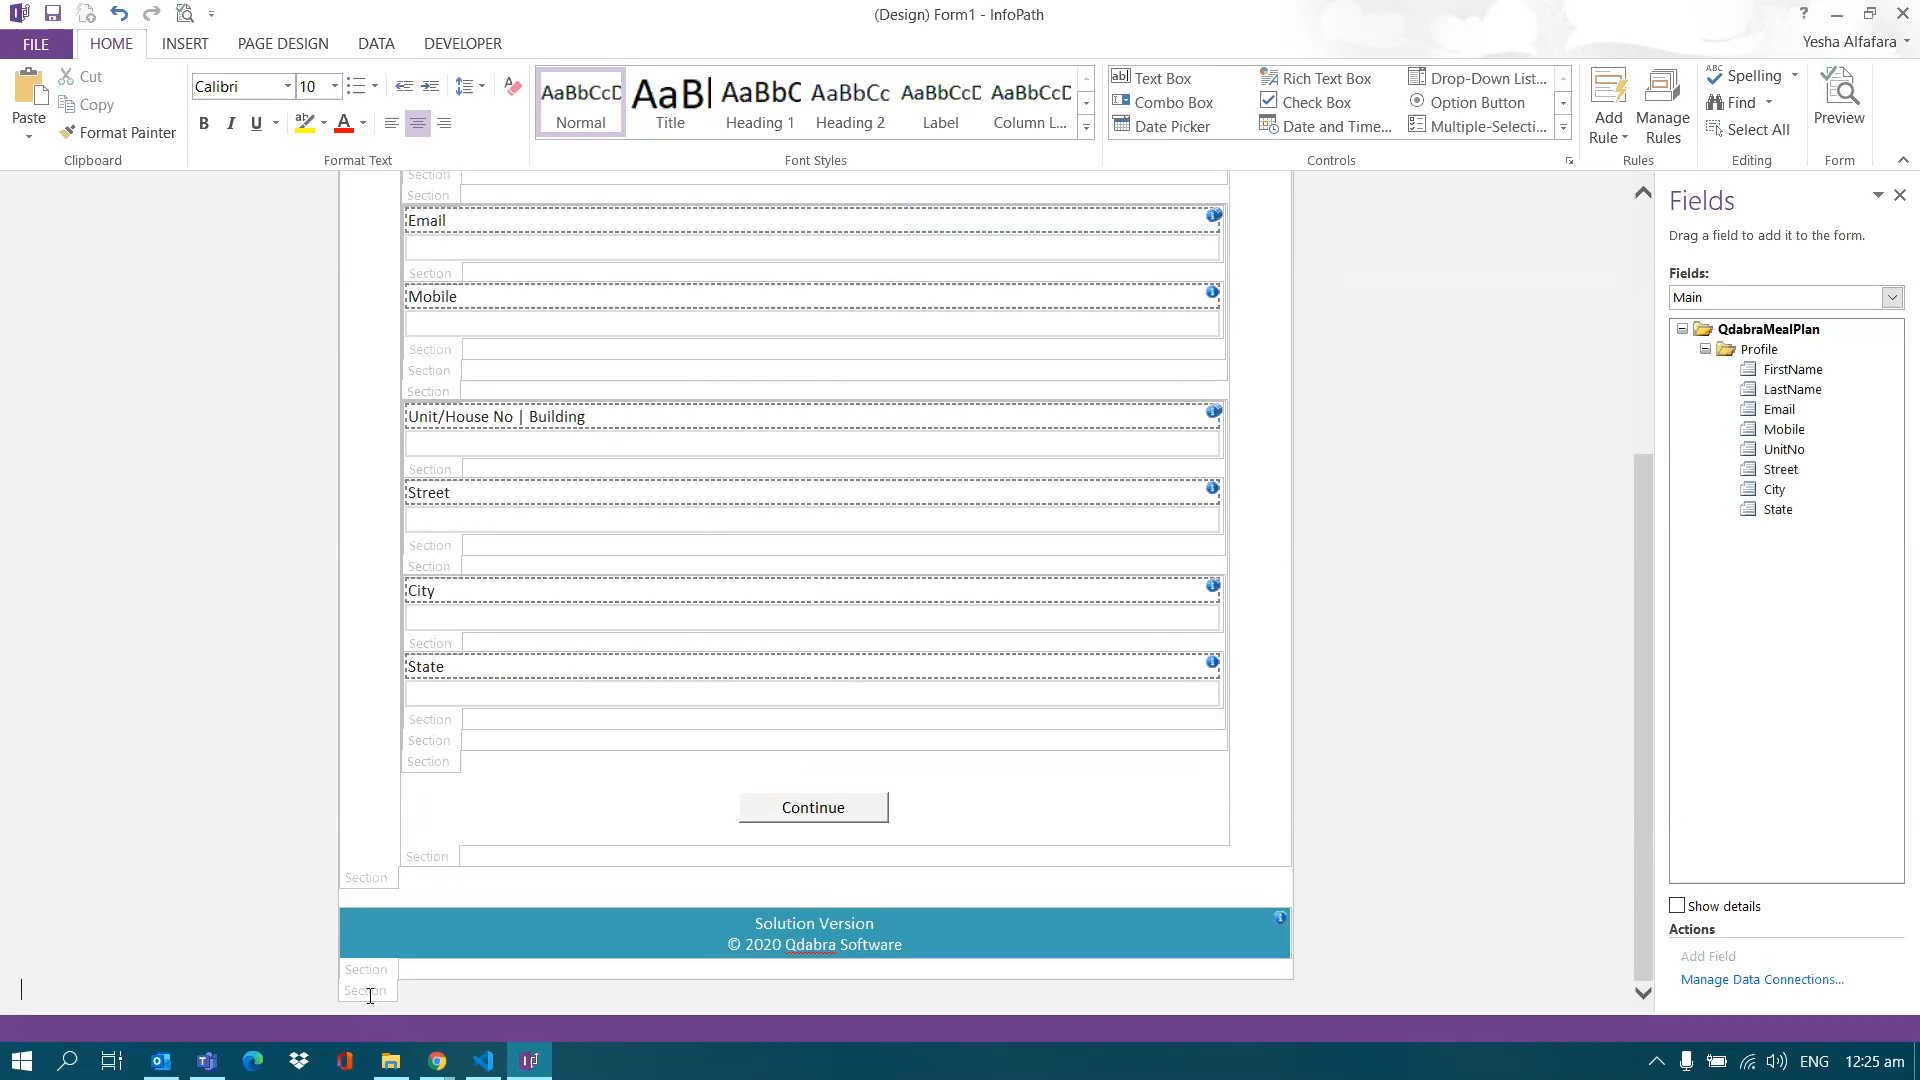 (Design) Form1 - InfoPath
?
FILE
HOME
INSERT
PAGE DESIGN
DATA
DEVELOPER
Yesha Alfafara
Paste
Cut
Copy
Format Painter
Clipboard
Calibri
10
B I U
A
Format Text
AaBbCcD
Normal
AaBl
Title
AaBbC
Heading 1
AaBbCc
Heading 2
AaBbCcD
Label
AaBbCcD
Column L...
Font Styles
Text Box
Combo Box
Date Picker
Rich Text Box
Check Box
Date and Time...
Drop-Down List...
Option Button
Multiple-Selecti...
Controls
Add
Rule
Manage
Rules
Rules
Spelling
Find
Select All
Editing
Preview
Form
Section
Section
Email
Section
Mobile
Section
Section
Section
Unit/House No | Building
Section
Street
Section
Section
City
Section
State
Section
Section
Section
Continue
Section
Section
Solution Version
© 2020 Qdabra Software
Section
Section
Fields
Drag a field to add it to the form.
Fields:
Main
QdabraMealPlan
Profile
FirstName
LastName
Email
Mobile
UnitNo
Street
City
State
Show details
Actions
Add Field
Manage Data Connections...
ENG
12:25 am